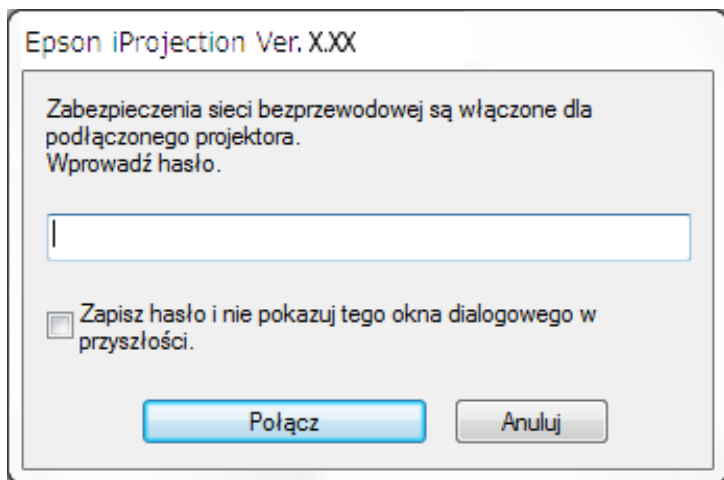 Epson iProjection Ver. X.XX
Zabezpieczenia sieci bezprzewodowej są włączone dla
podłączonego projektora.
Wprowadź hasło.
Zapisz hasło i nie pokazuj tego okna dialogowego w
przyszłości.
Połącz
Anuluj